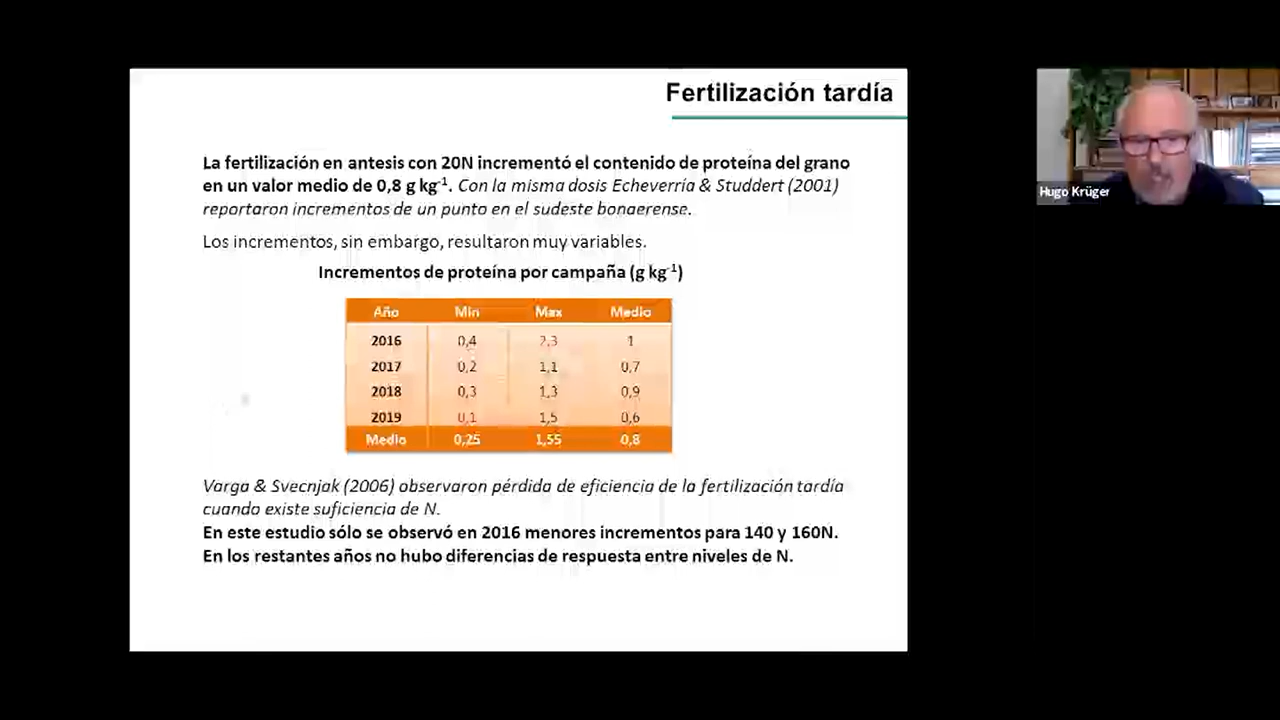 Fertilización tardía
La fertilización en antesis con 20N incrementó el contenido de proteína del grano
en un valor medio de 0,8 g kg⁻¹. Con la misma dosis Echeverría & Studdert (2001)
reportaron incrementos de un punto en el sudeste bonaerense.
Los incrementos, sin embargo, resultaron muy variables.
Incrementos de proteína por campaña (g kg⁻¹)
Año Min Max Medio
2016 0,4 2,3 1
2017 0,2 1,1 0,7
2018 0,3 1,3 0,9
2019 0,1 1,5 0,6
Medio 0,25 1,55 0,8
Varga & Svecnjak (2006) observaron pérdida de eficiencia de la fertilización tardía
cuando existe suficiencia de N.
En este estudio sólo se observó en 2016 menores incrementos para 140 y 160N.
En los restantes años no hubo diferencias de respuesta entre niveles de N.
Hugo Krüger